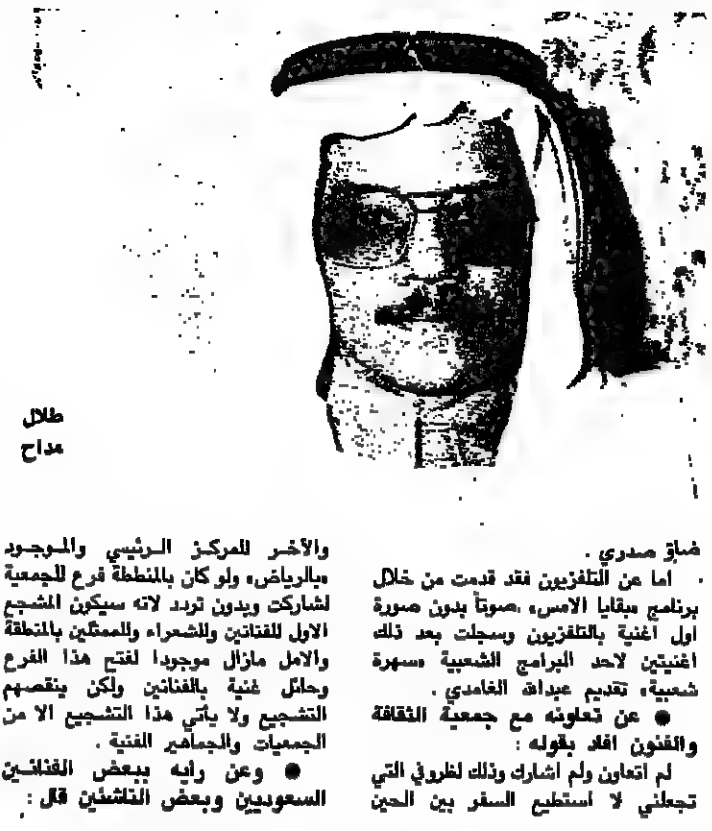 طلال
مداح
ضاق صدري .
اما عن التلفزيون فقد قدمت من خلال
برنامج «بقايا الامس» صوتاً بدون صورة
اول اغنية بالتلفزيون وسجلت بعد ذلك
اغنيتين لاحد البرامج الشعبية «سهرة
شعبية» تقديم عبدالله الغامدي .
● عن تعاونه مع جمعية الثقافة
والفنون افاد بقوله :
لم اتعاون ولم اشارك وذلك لظروفي التي
تجعلني لا استطيع السفر بين الحين
والآخر للمركز الرئيسي والموجود
«بالرياض» ولو كان بالمنطقة فرع للجمعية
لشاركت وبدون تردد لانه سيكون المشجع
الاول للفنانين وللشعراء وللممثلين بالمنطقة
والامل مازال موجودا لفتح هذا الفرع
وحائل غنية بالفنانين ولكن ينقصهم
التشجيع ولا يأتي هذا التشجيع الا من
الجمعيات والجماهير الفنية .
● وعن رايه ببعض الفنانين
السعوديين وبعض الناشئين قال :